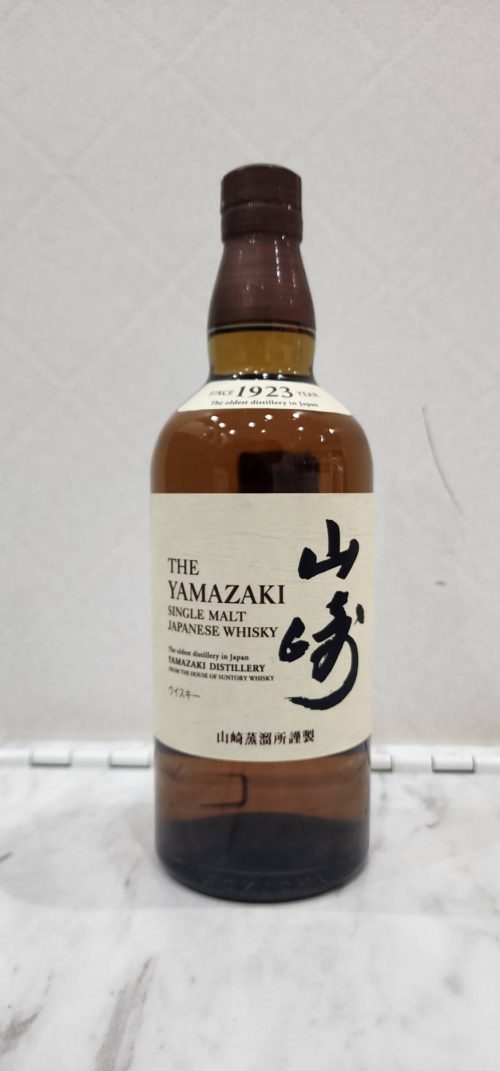 SINCE 1923 YEAR
The oldest distillery in Japan
山崎
THE
YAMAZAKI
SINGLE MALT
JAPANESE WHISKY
The oldest distillery in Japan
YAMAZAKI DISTILLERY
FROM THE HOUSE OF SUNTORY WHISKY
ウイスキー
山崎蒸溜所謹製